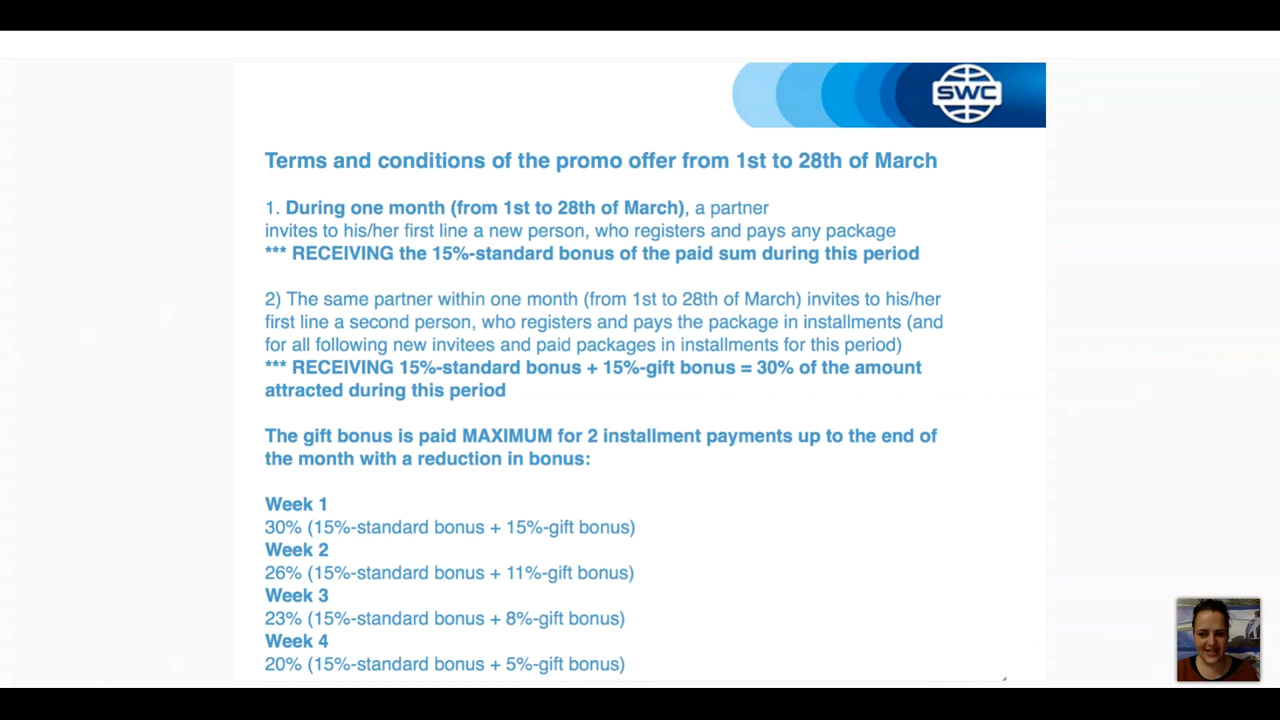 SWC
Terms and conditions of the promo offer from 1st to 28th of March
1. During one month (from 1st to 28th of March), a partner
invites to his/her first line a new person, who registers and pays any package
*** RECEIVING the 15%-standard bonus of the paid sum during this period
2) The same partner within one month (from 1st to 28th of March) invites to his/her
first line a second person, who registers and pays the package in installments (and
for all following new invitees and paid packages in installments for this period)
*** RECEIVING 15%-standard bonus + 15%-gift bonus = 30% of the amount
attracted during this period
The gift bonus is paid MAXIMUM for 2 installment payments up to the end of
the month with a reduction in bonus:
Week 1
30% (15%-standard bonus + 15%-gift bonus)
Week 2
26% (15%-standard bonus + 11%-gift bonus)
Week 3
23% (15%-standard bonus + 8%-gift bonus)
Week 4
20% (15%-standard bonus + 5%-gift bonus)